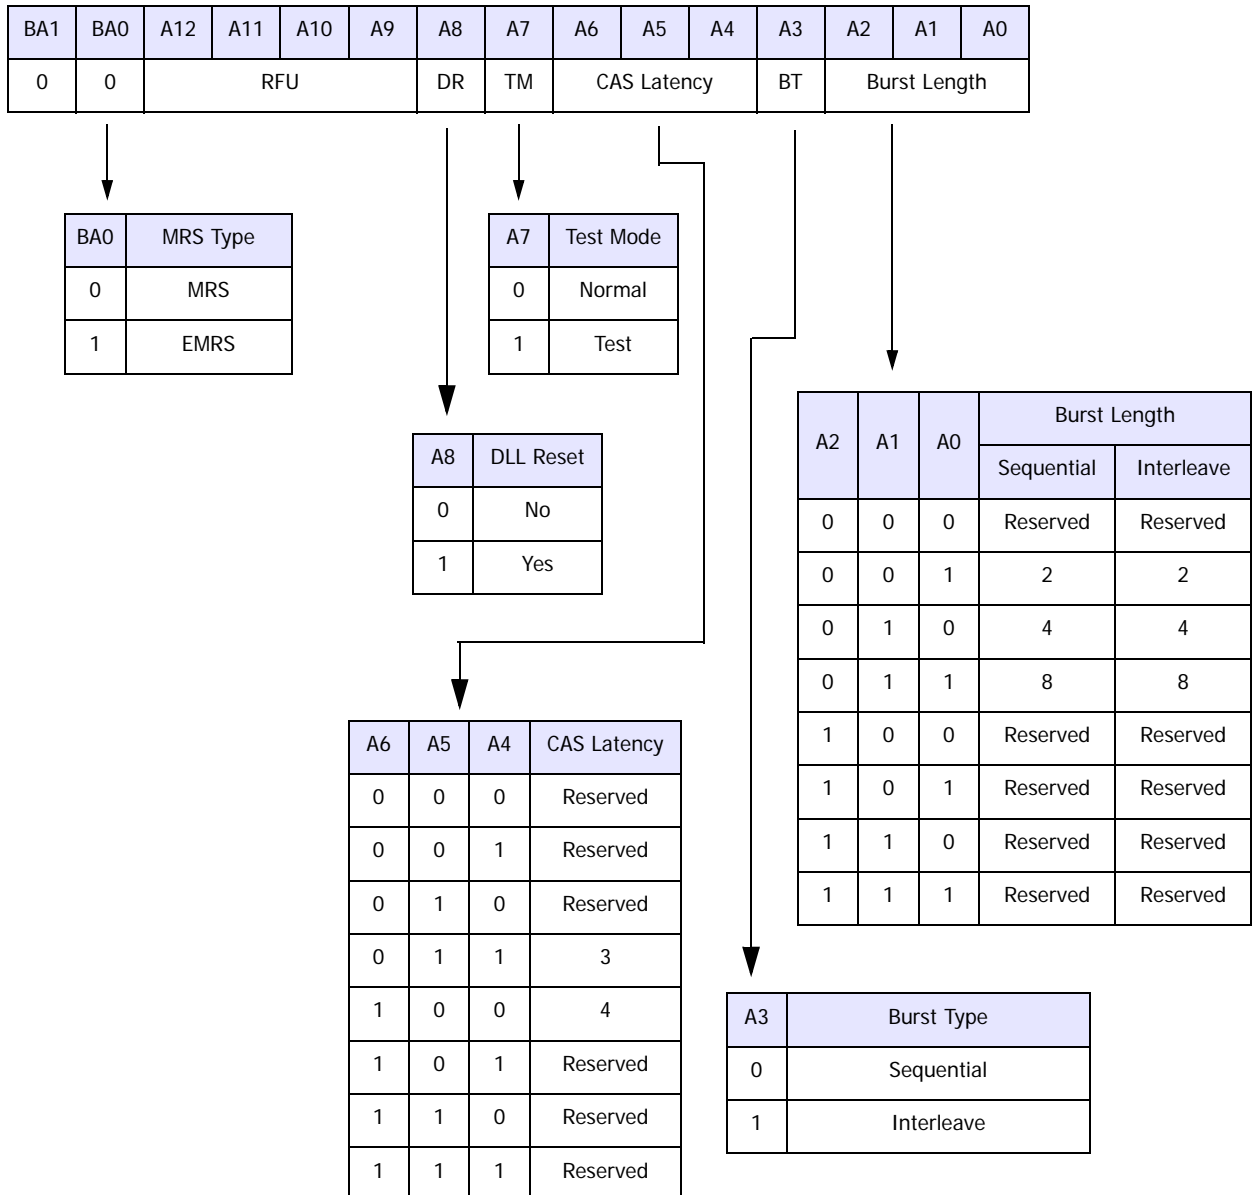 BA1 BA0 A12 A11 A10 A9 A8 A7 A6 A5 A4 A3 A2 A1 A0
0 0 RFU DR TM CAS Latency BT Burst Length
BA0 MRS Type
0 MRS
1 EMRS
A7 Test Mode
0 Normal
1 Test
A8 DLL Reset
0 No
1 Yes
A2 A1 A0 Burst Length
Sequential Interleave
0 0 0 Reserved Reserved
0 0 1 2 2
0 1 0 4 4
0 1 1 8 8
1 0 0 Reserved Reserved
1 0 1 Reserved Reserved
1 1 0 Reserved Reserved
1 1 1 Reserved Reserved
A6 A5 A4 CAS Latency
0 0 0 Reserved
0 0 1 Reserved
0 1 0 Reserved
0 1 1 3
1 0 0 4
1 0 1 Reserved
1 1 0 Reserved
1 1 1 Reserved
A3 Burst Type
0 Sequential
1 Interleave